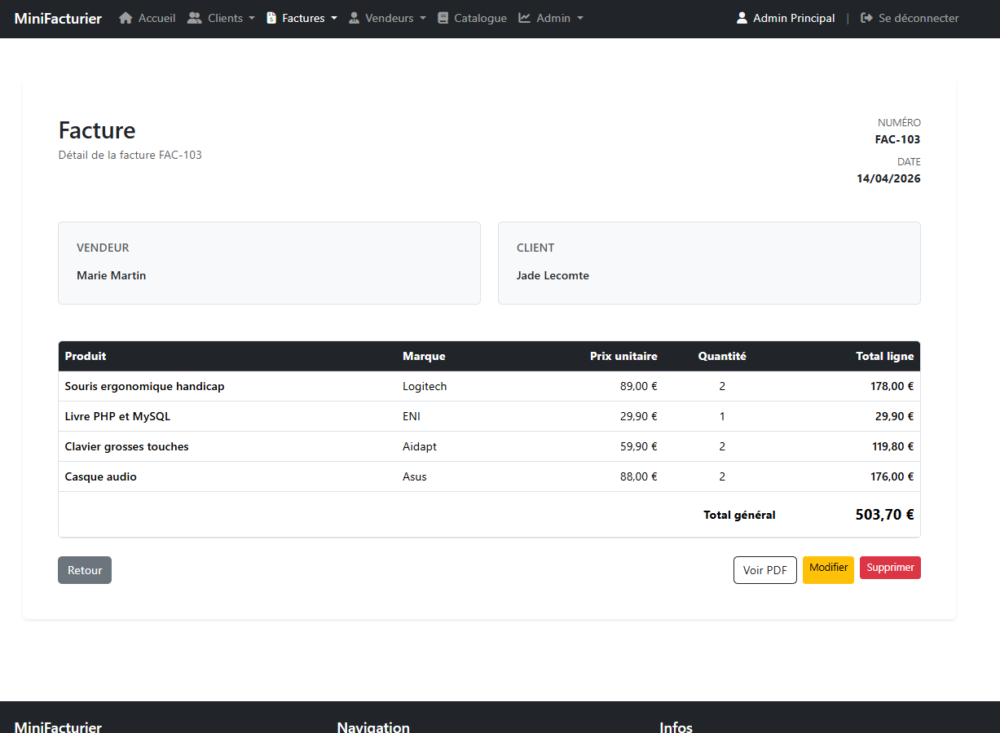 MiniFacturier Accueil Clients Factures Vendeurs Catalogue Admin Admin Principal | Se déconnecter
Facture
Détail de la facture FAC-103
NUMÉRO
FAC-103
DATE
14/04/2026
VENDEUR
Marie Martin
CLIENT
Jade Lecomte
Produit Marque Prix unitaire Quantité Total ligne
Souris ergonomique handicap Logitech 89,00 € 2 178,00 €
Livre PHP et MySQL ENI 29,90 € 1 29,90 €
Clavier grosses touches Aidapt 59,90 € 2 119,80 €
Casque audio Asus 88,00 € 2 176,00 €
Total général 503,70 €
Retour Voir PDF Modifier Supprimer
MiniFacturier Navigation Infos